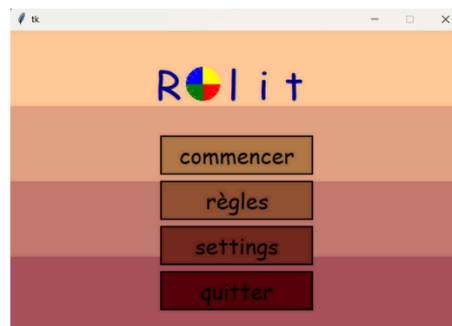 tk
Rolit
commencer
règles
settings
quitter